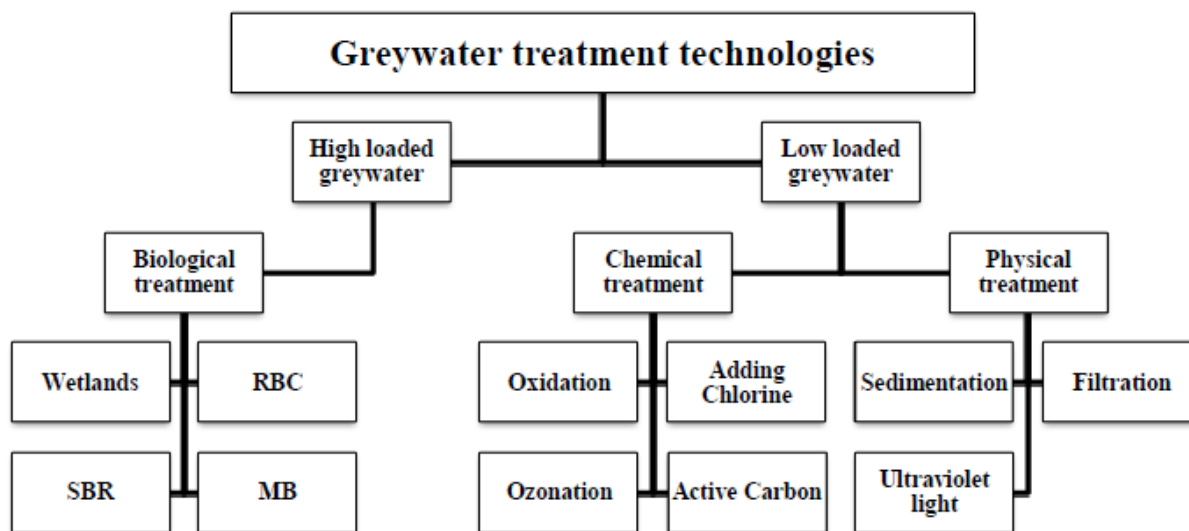 Greywater treatment technologies
High loaded
greywater
Low loaded
greywater
Biological
treatment
Chemical
treatment
Physical
treatment
Wetlands
RBC
Oxidation
Adding
Chlorine
Sedimentation
Filtration
SBR
MB
Ozonation
Active Carbon
Ultraviolet
light